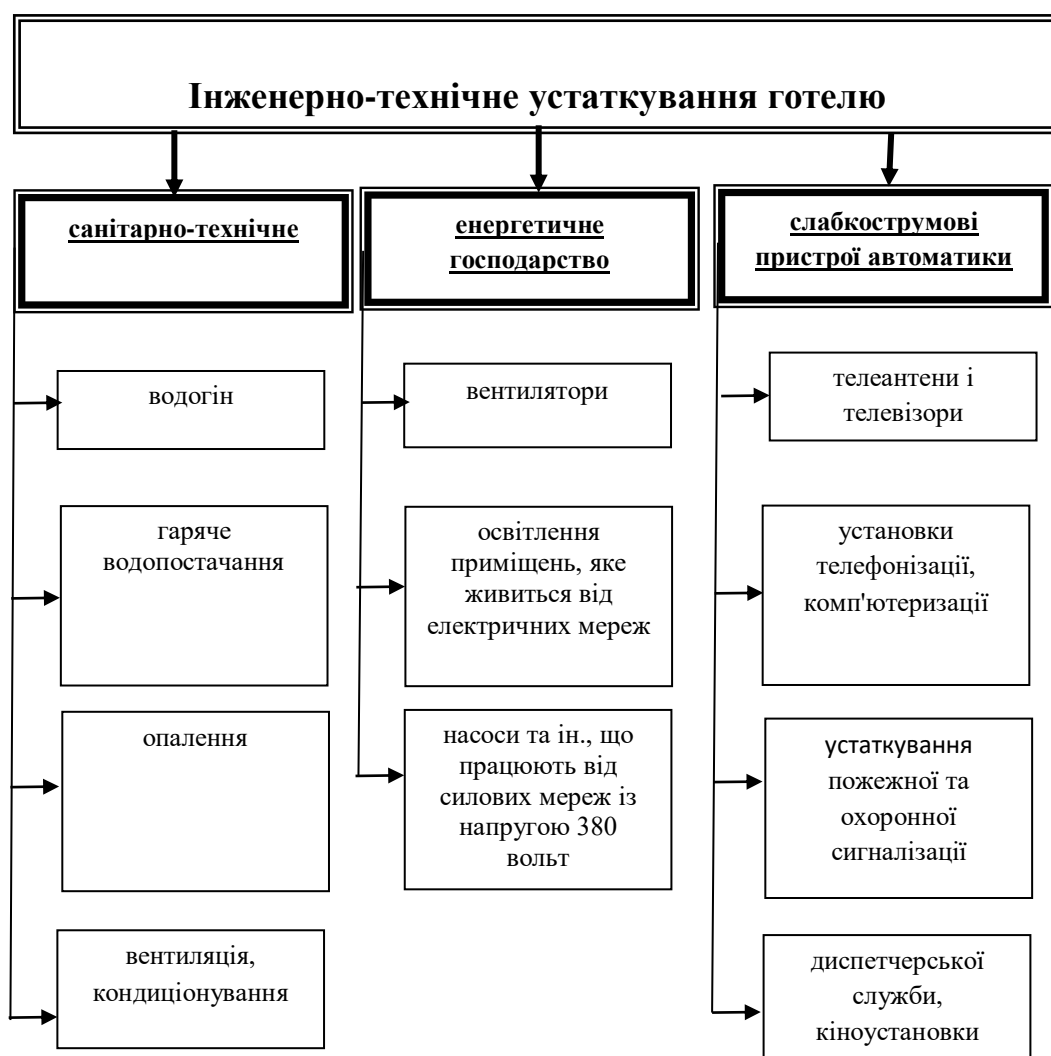 Інженерно-технічне устаткування готелю
санітарно-технічне
водогін
гаряче
водопостачання
опалення
вентиляція,
кондиціонування
енергетичне
господарство
вентилятори
освітлення
приміщень, яке
живиться від
електричних мереж
насоси та ін., що
працюють від
силових мереж із
напругою 380
вольт
слабкострумові
пристрої автоматики
телеантени і
телевізори
установки
телефонізації,
комп'ютеризації
устаткування
пожежної та
охоронної
сигналізації
диспетчерської
служби,
кіноустановки